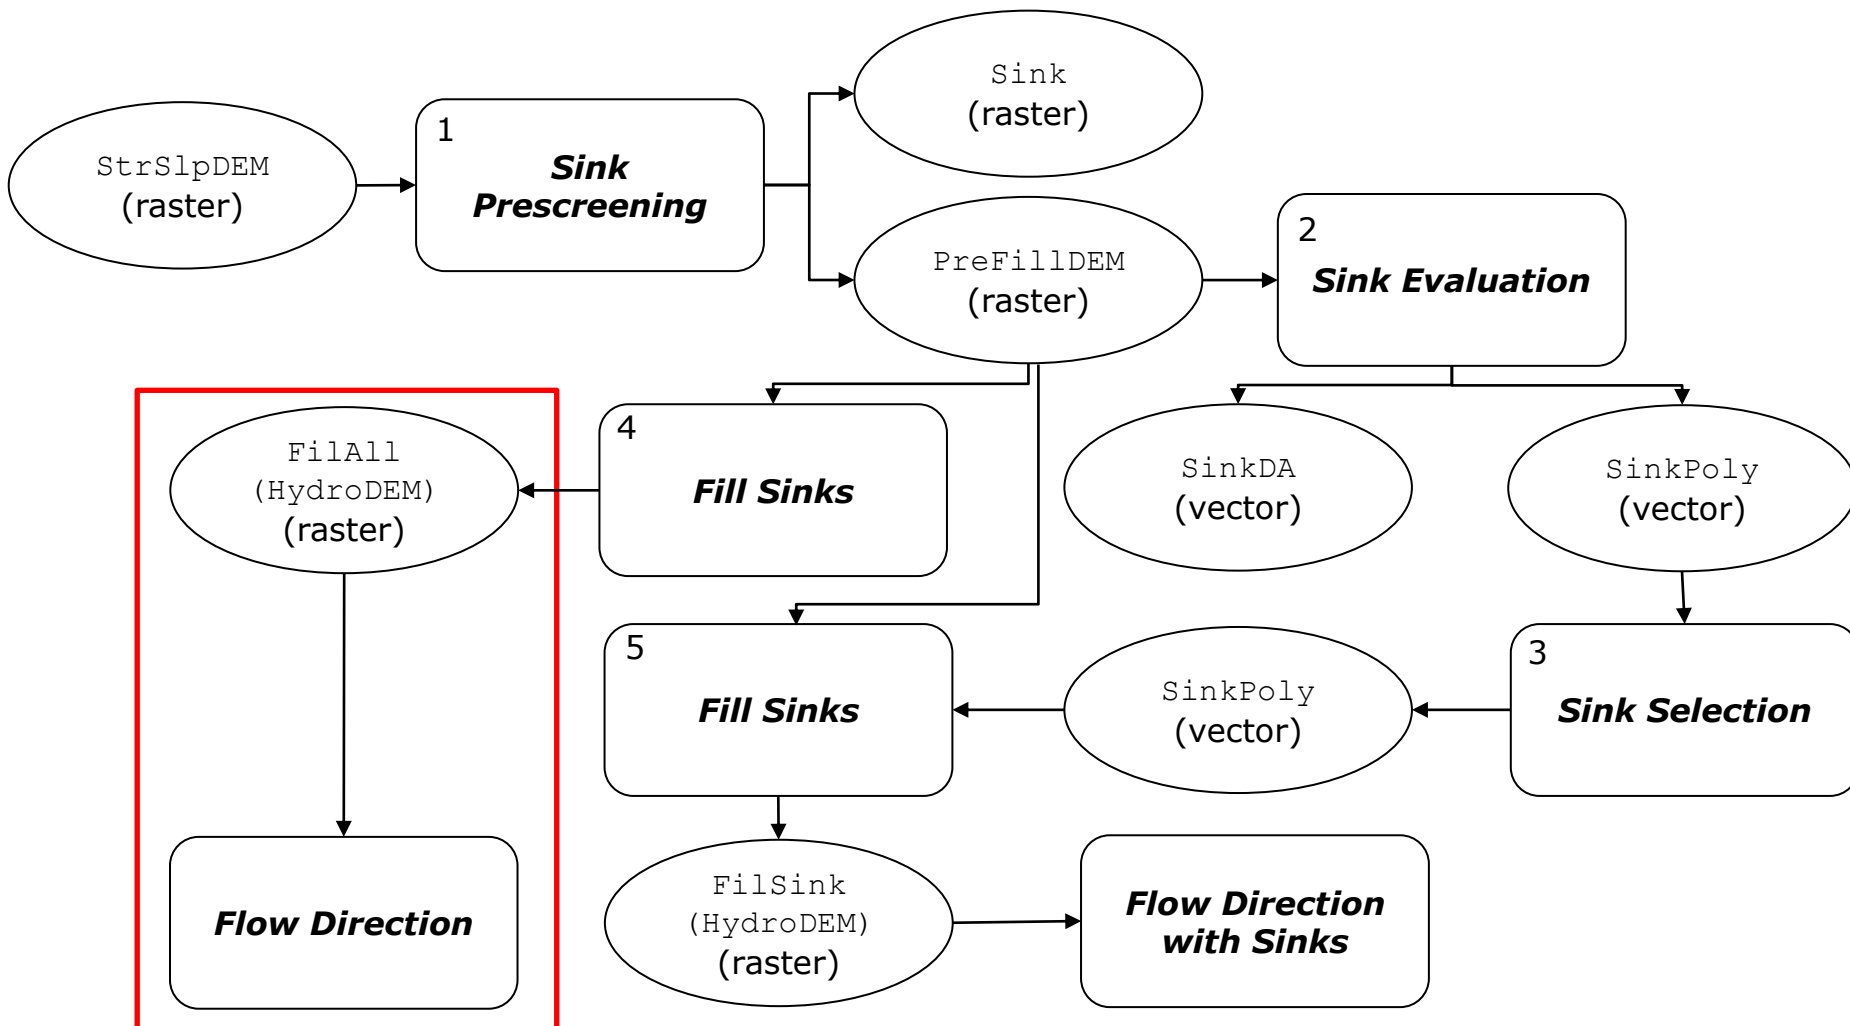 Sink
(raster)
StrSlpDEM
(raster)
1
Sink
Prescreening
PreFillDEM
(raster)
2
Sink Evaluation
FilAll
(HydroDEM)
(raster)
4
Fill Sinks
SinkDA
(vector)
SinkPoly
(vector)
5
Fill Sinks
SinkPoly
(vector)
3
Sink Selection
Flow Direction
FilSink
(HydroDEM)
(raster)
Flow Direction
with Sinks